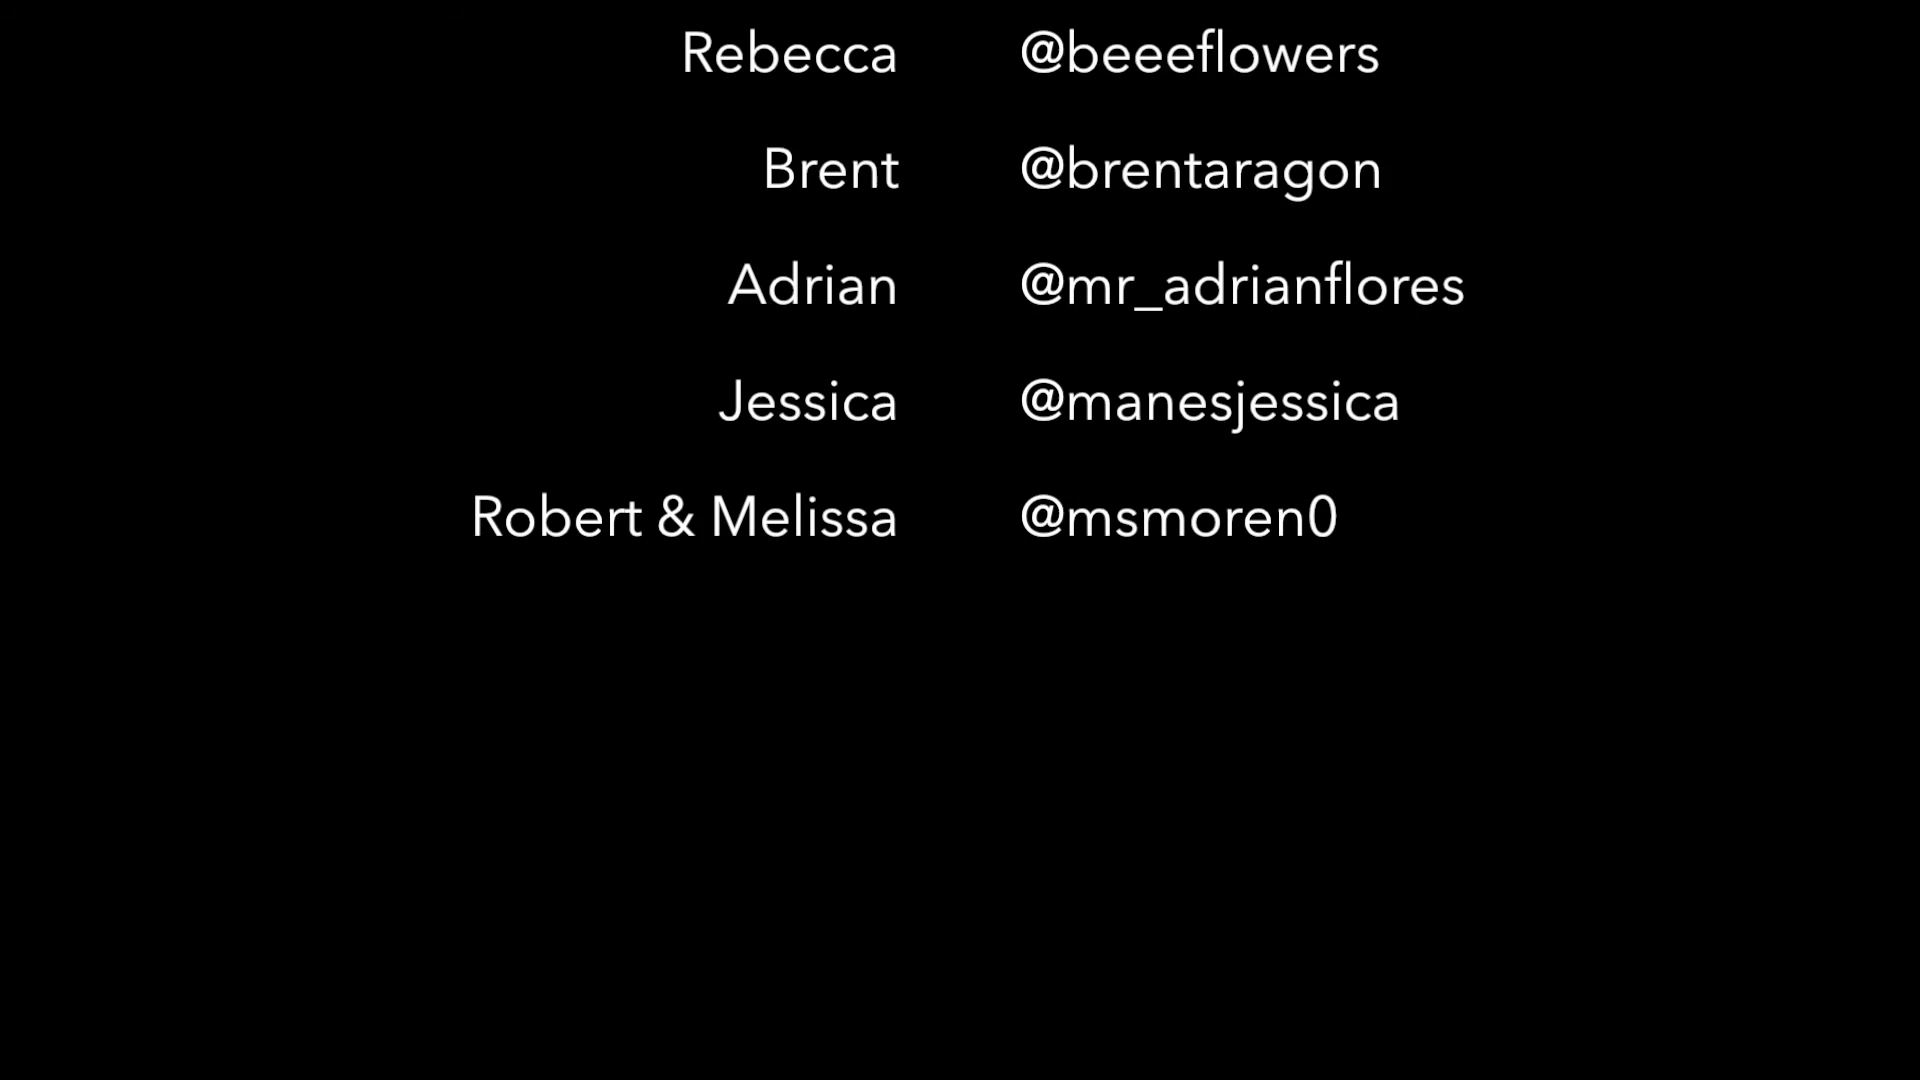 Rebecca @beeeflowers
Brent @brentaragon
Adrian @mr_adrianflores
Jessica @manesjessica
Robert & Melissa @msmoren0